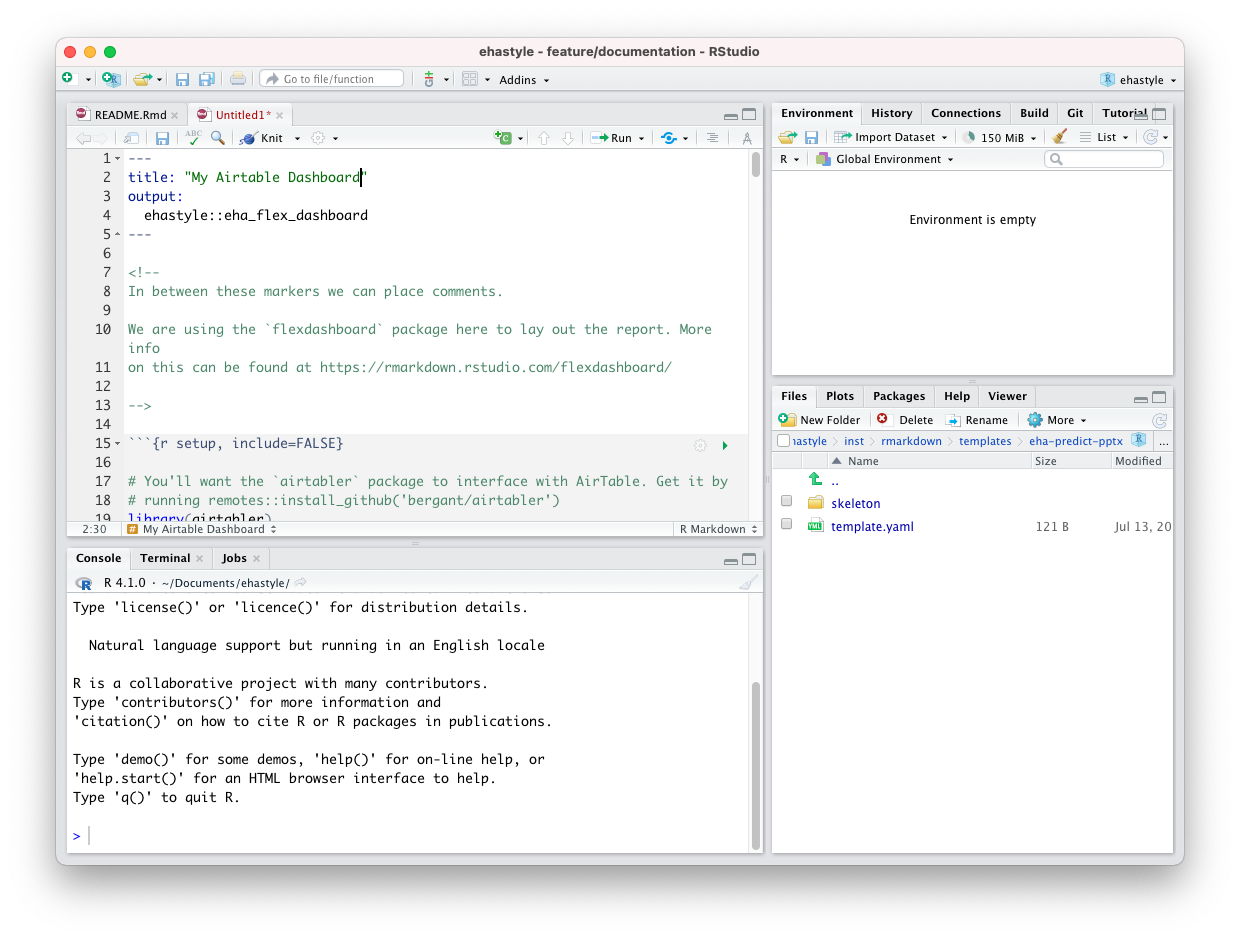 ehastyle - feature/documentation - RStudio
Go to file/function
Addins
ehastyle
README.Rmd
Untitled1*
ABC
Knit
Run
1 ---
2 title: "My Airtable Dashboard"
3 output:
4 ehastyle::eha_flex_dashboard
5 ---
6
7 <!--
8 In between these markers we can place comments.
9
10 We are using the `flexdashboard` package here to lay out the report. More
info
11 on this can be found at https://rmarkdown.rstudio.com/flexdashboard/
12
13 -->
14
15 ```{r setup, include=FALSE}
16
17 # You'll want the `airtabler` package to interface with AirTable. Get it by
18 # running remotes::install_github('bergant/airtabler')
19 library(airtabler)
2:30
# My Airtable Dashboard
R Markdown
Console
Terminal
Jobs
R 4.1.0 · ~/Documents/ehastyle/
Type 'license()' or 'licence()' for distribution details.
Natural language support but running in an English locale
R is a collaborative project with many contributors.
Type 'contributors()' for more information and
'citation()' on how to cite R or R packages in publications.
Type 'demo()' for some demos, 'help()' for on-line help, or
'help.start()' for an HTML browser interface to help.
Type 'q()' to quit R.
>
Environment
History
Connections
Build
Git
Tutorial
Import Dataset
150 MiB
List
R
Global Environment
Environment is empty
Files
Plots
Packages
Help
Viewer
New Folder
Delete
Rename
More
hastyle
inst
rmarkdown
templates
eha-predict-pptx
...
Name
Size
Modified
..
skeleton
template.yaml
121 B
Jul 13, 20